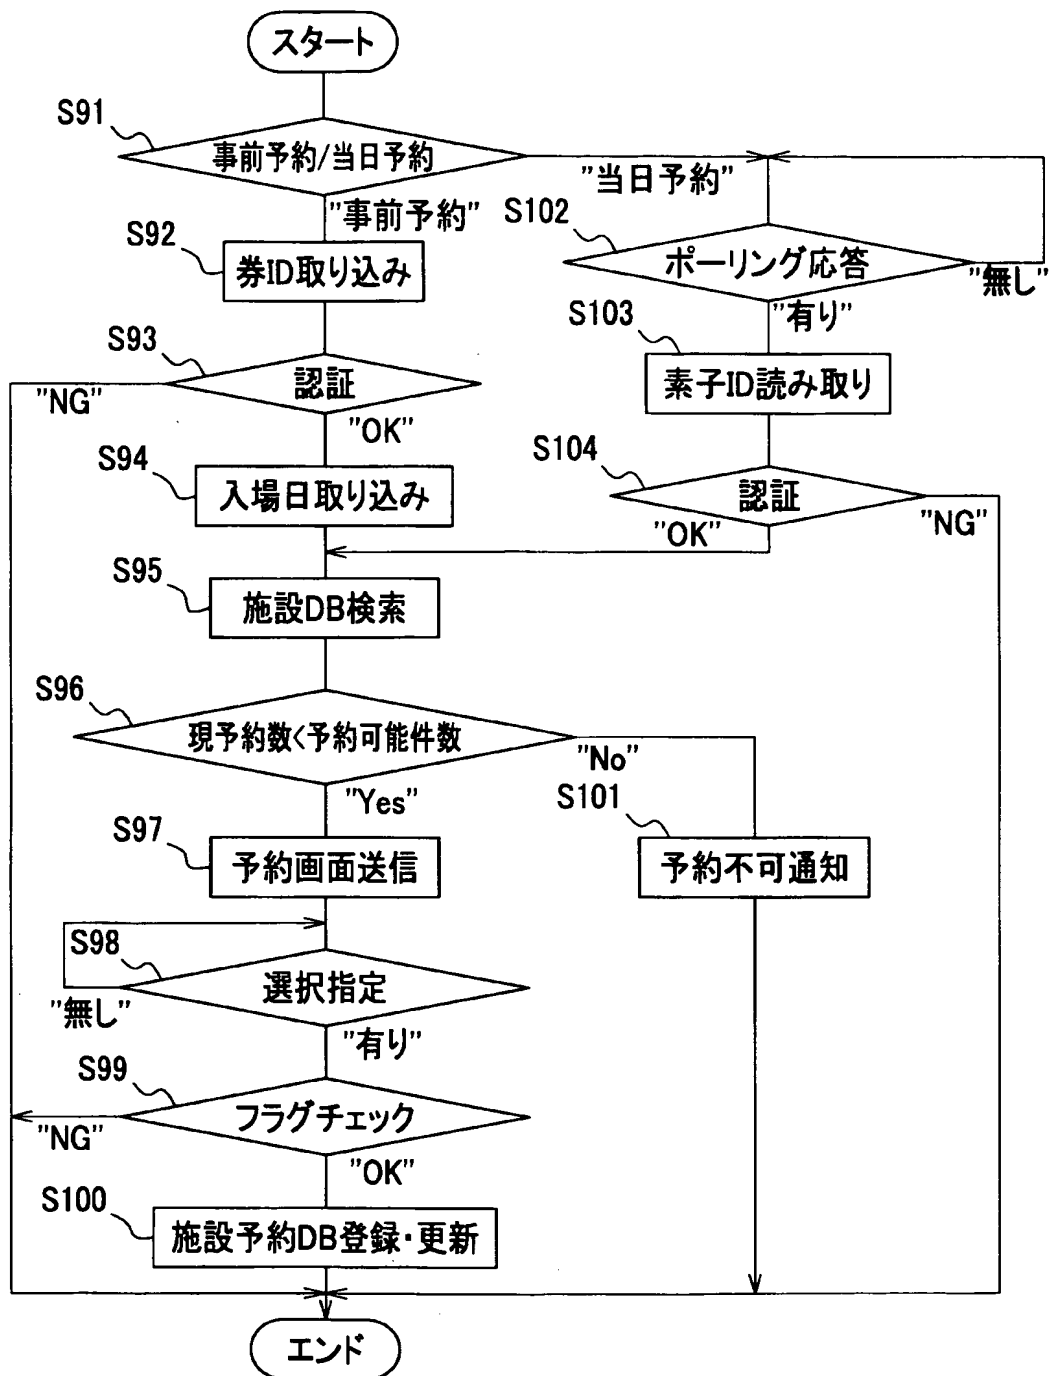 スタート
S91
事前予約/当日予約
"当日予約"
"事前予約"
S92
券ID取り込み
S102
ポーリング応答
"無し"
"有り"
S93
認証
"NG"
"OK"
S103
素子ID読み取り
S94
入場日取り込み
S104
認証
"OK"
"NG"
S95
施設DB検索
S96
現予約数<予約可能件数
"No"
"Yes"
S101
予約不可通知
S97
予約画面送信
S98
選択指定
"無し"
"有り"
S99
フラグチェック
"NG"
"OK"
S100
施設予約DB登録・更新
エンド